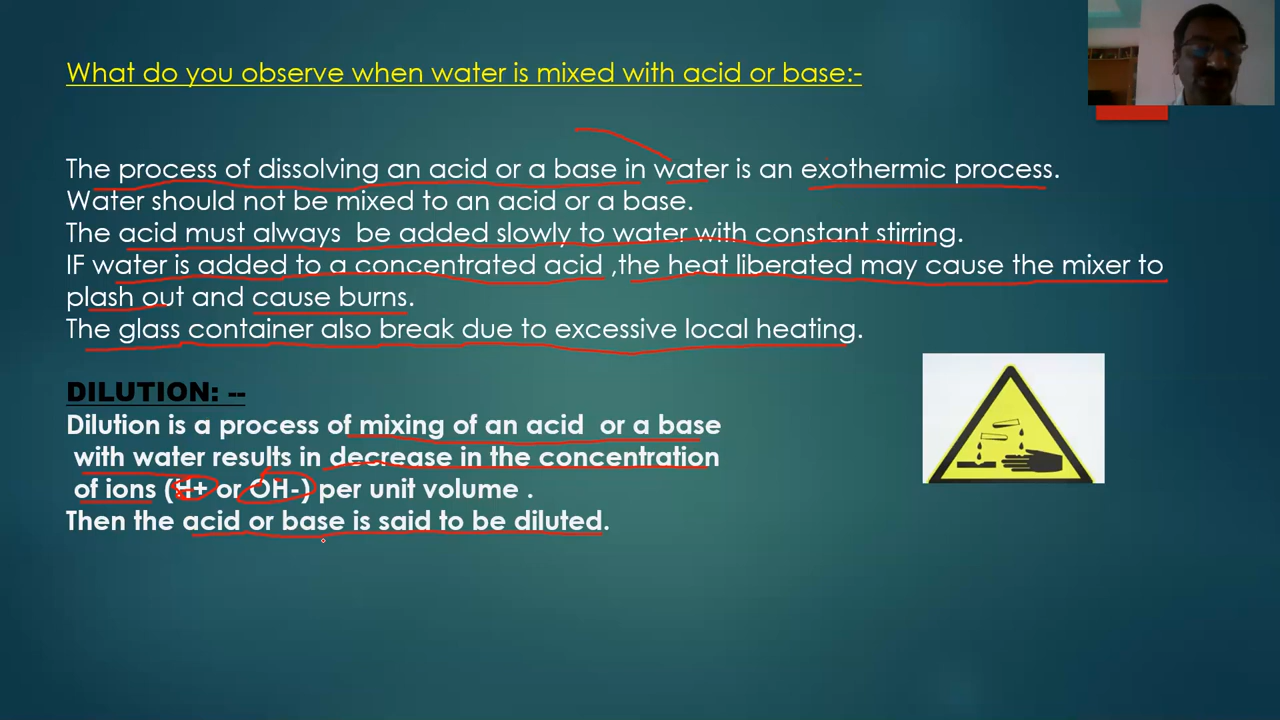 What do you observe when water is mixed with acid or base:-
The process of dissolving an acid or a base in water is an exothermic process.
Water should not be mixed to an acid or a base.
The acid must always be added slowly to water with constant stirring.
IF water is added to a concentrated acid ,the heat liberated may cause the mixer to
plash out and cause burns.
The glass container also break due to excessive local heating.
DILUTION: --
Dilution is a process of mixing of an acid or a base
with water results in decrease in the concentration
of ions (H+ or OH-) per unit volume .
Then the acid or base is said to be diluted.